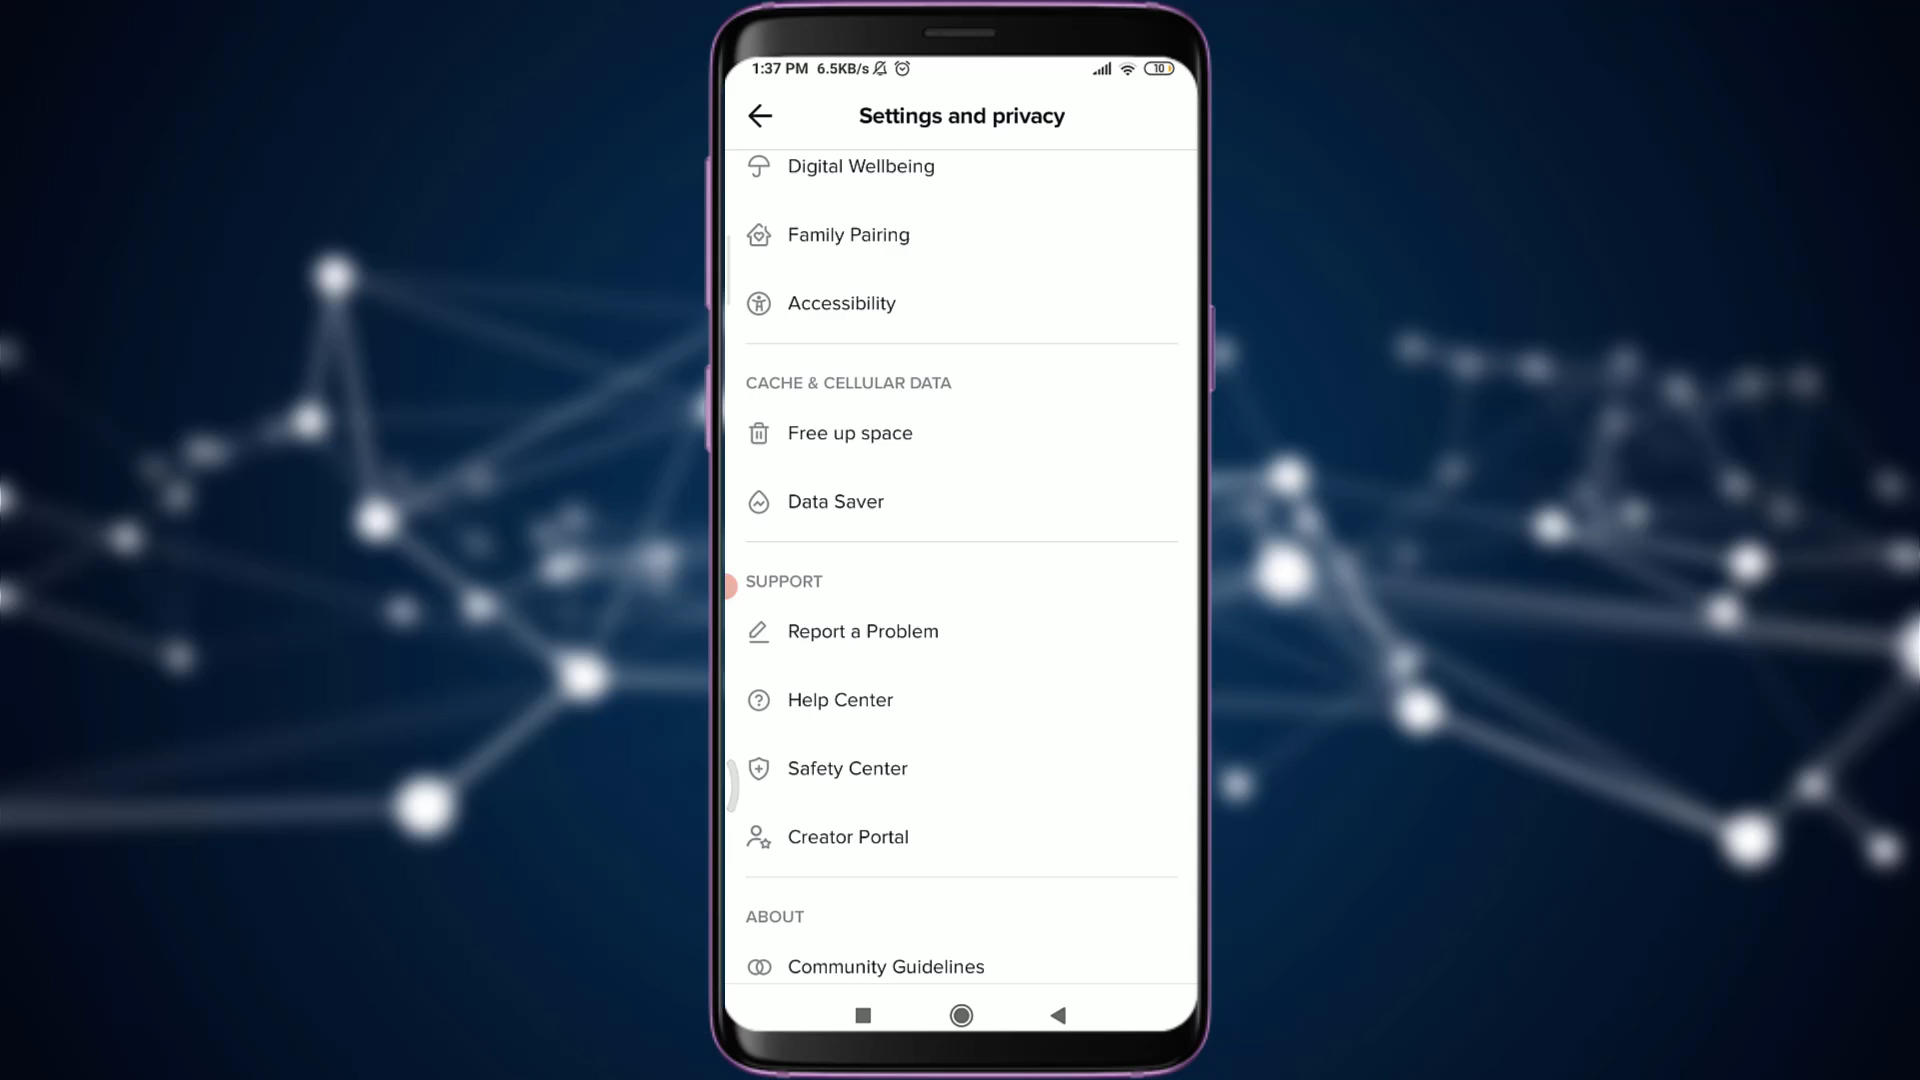 1:37 PM 6.5KB/s 10
Settings and privacy
Digital Wellbeing
Family Pairing
Accessibility
CACHE & CELLULAR DATA
Free up space
Data Saver
SUPPORT
Report a Problem
Help Center
Safety Center
Creator Portal
ABOUT
Community Guidelines